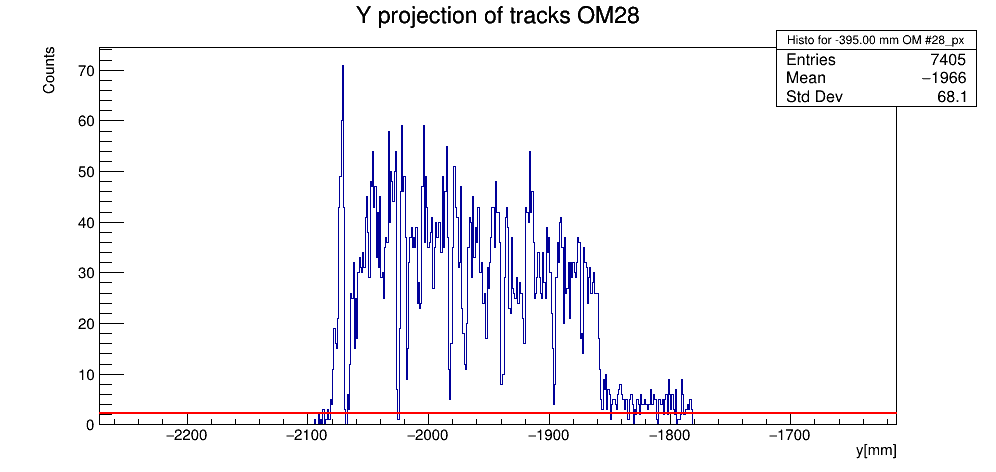 Y projection of tracks OM28
Histo for -395.00 mm OM #28_px
Entries 7405
Mean −1966
Std Dev 68.1
Counts
70
60
50
40
30
20
10
0
−2200 −2100 −2000 −1900 −1800 −1700
y[mm]